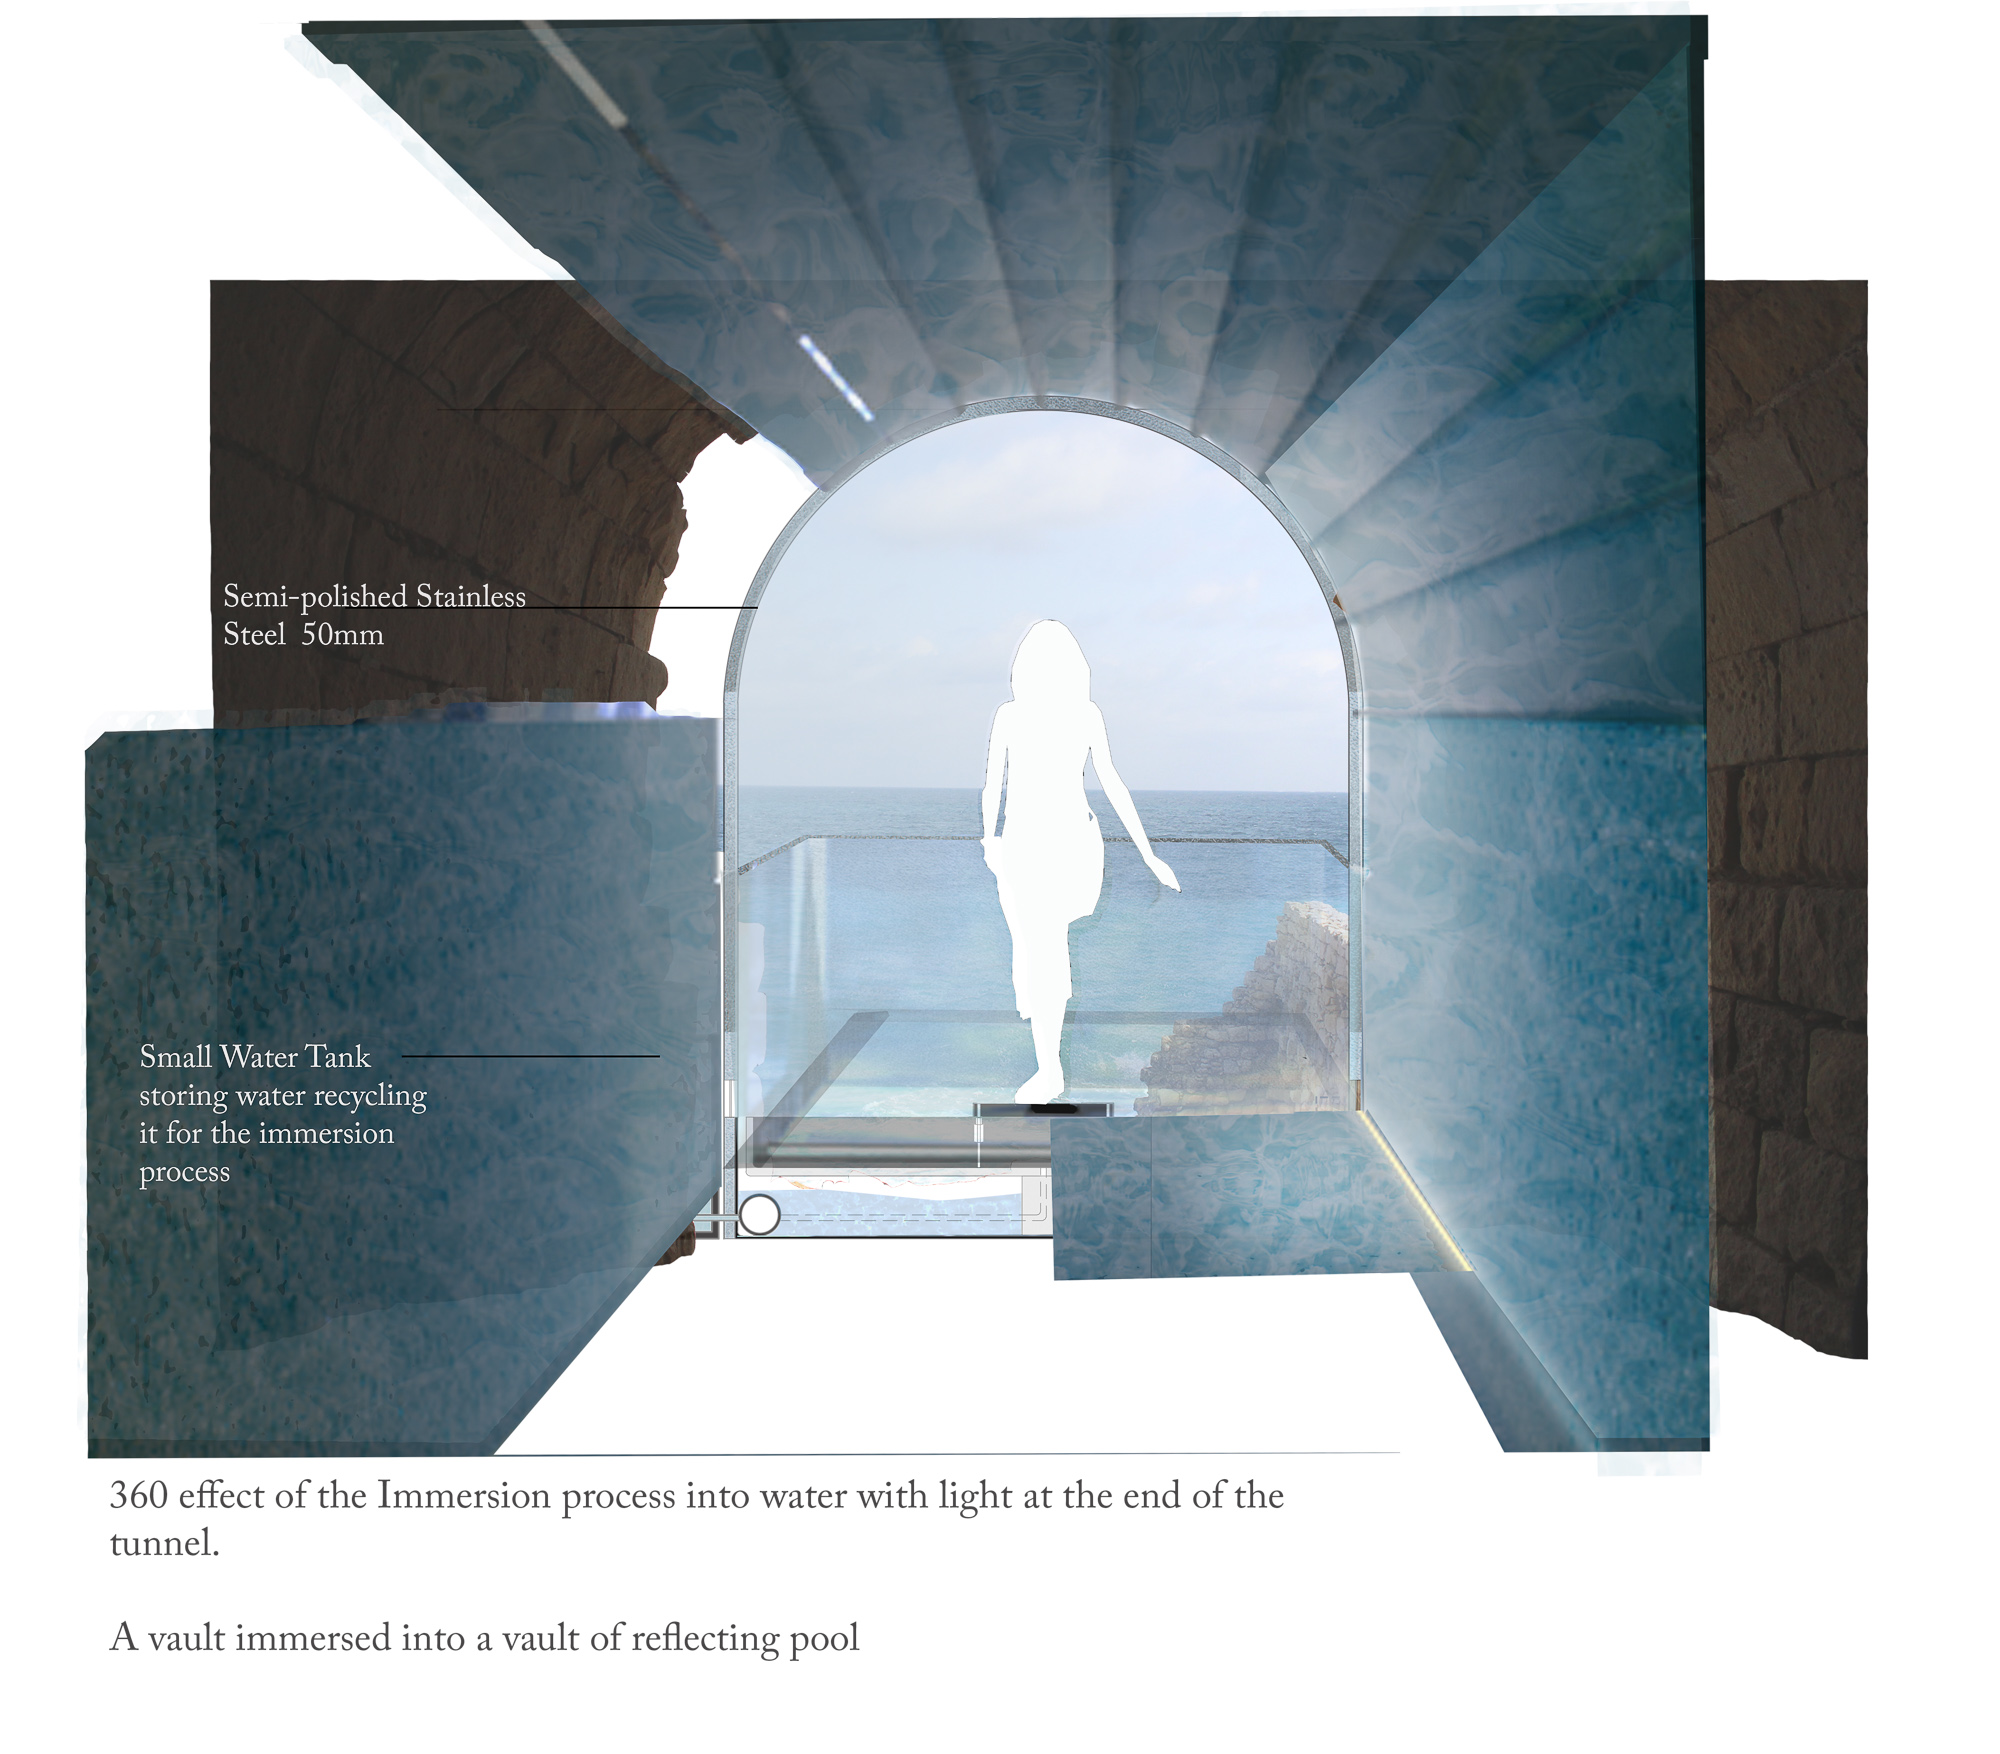 Semi-polished Stainless
Steel 50mm
Small Water Tank
storing water recycling
it for the immersion
process
360 effect of the Immersion process into water with light at the end of the
tunnel.
A vault immersed into a vault of reflecting pool